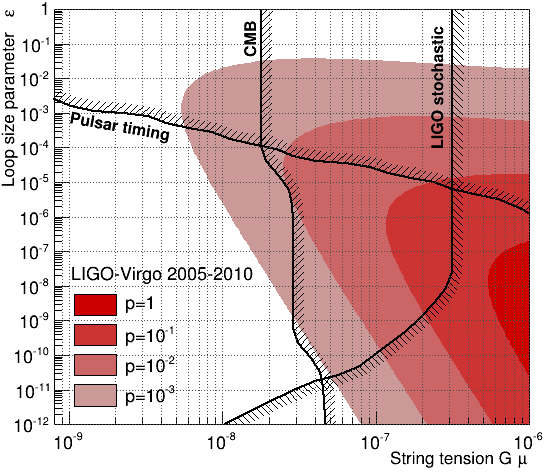 Loop size parameter ε
1
10⁻¹
10⁻²
10⁻³
10⁻⁴
10⁻⁵
10⁻⁶
10⁻⁷
10⁻⁸
10⁻⁹
10⁻¹⁰
10⁻¹¹
10⁻¹²
CMB
LIGO stochastic
Pulsar timing
LIGO-Virgo 2005-2010
p=1
p=10⁻¹
p=10⁻²
p=10⁻³
10⁻⁹
10⁻⁸
10⁻⁷
10⁻⁶
String tension G μ